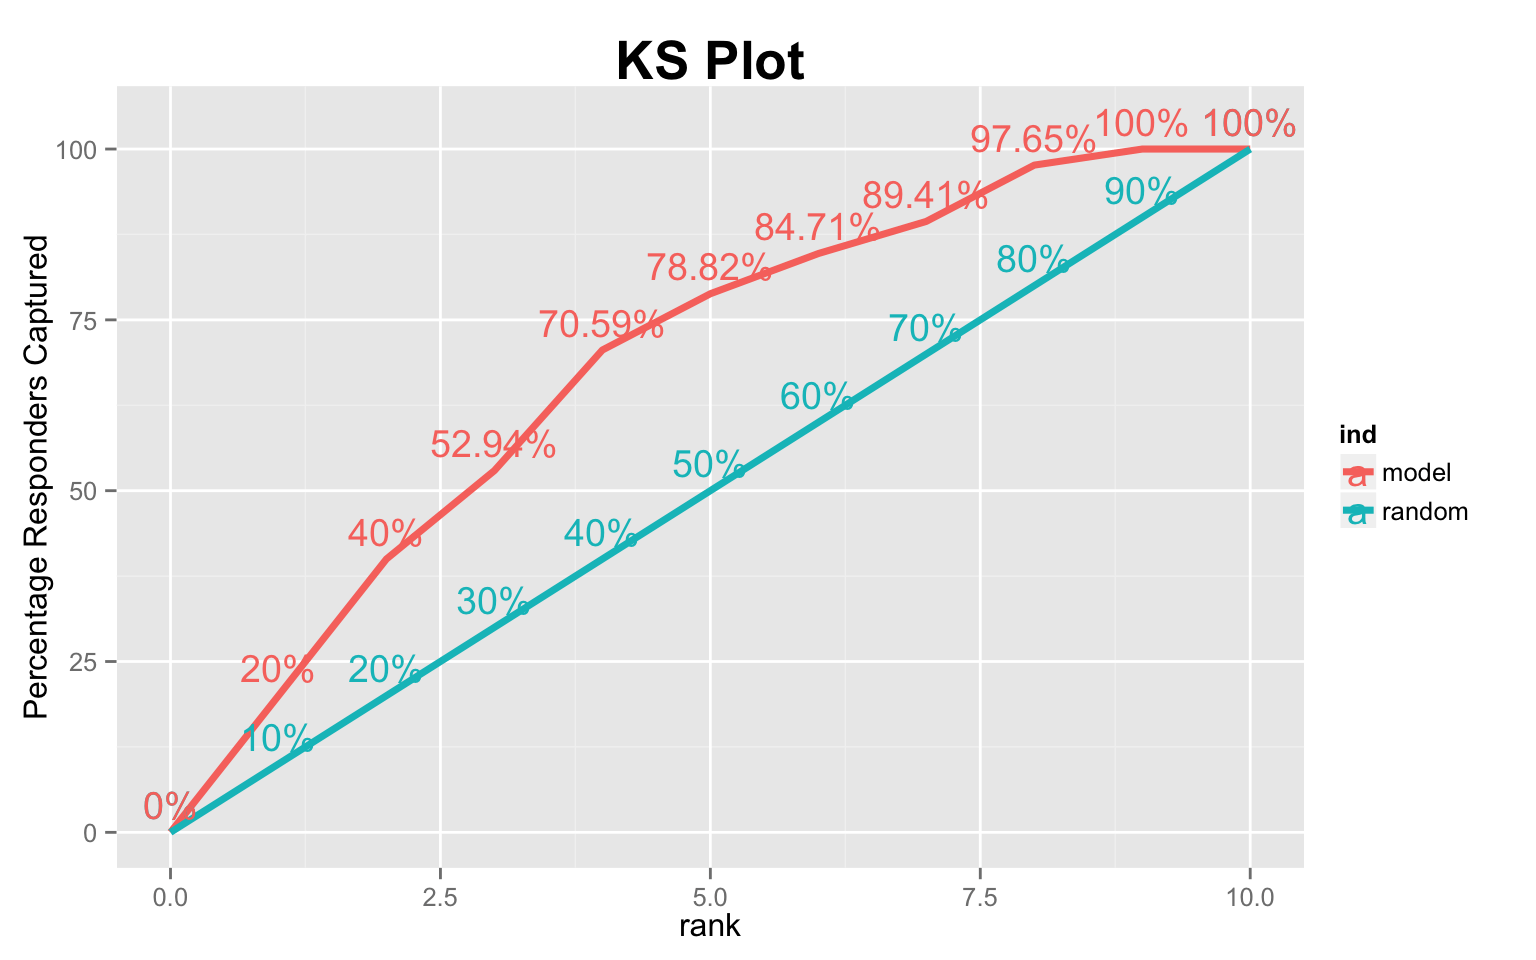 KS Plot
Percentage Responders Captured
100
75
50
25
0
0% 20% 40% 52.94% 70.59% 78.82% 84.71% 89.41% 97.65% 100% 100%
10% 20% 30% 40% 50% 60% 70% 80% 90%
0.0 2.5 5.0 7.5 10.0
rank
ind
a model
a random